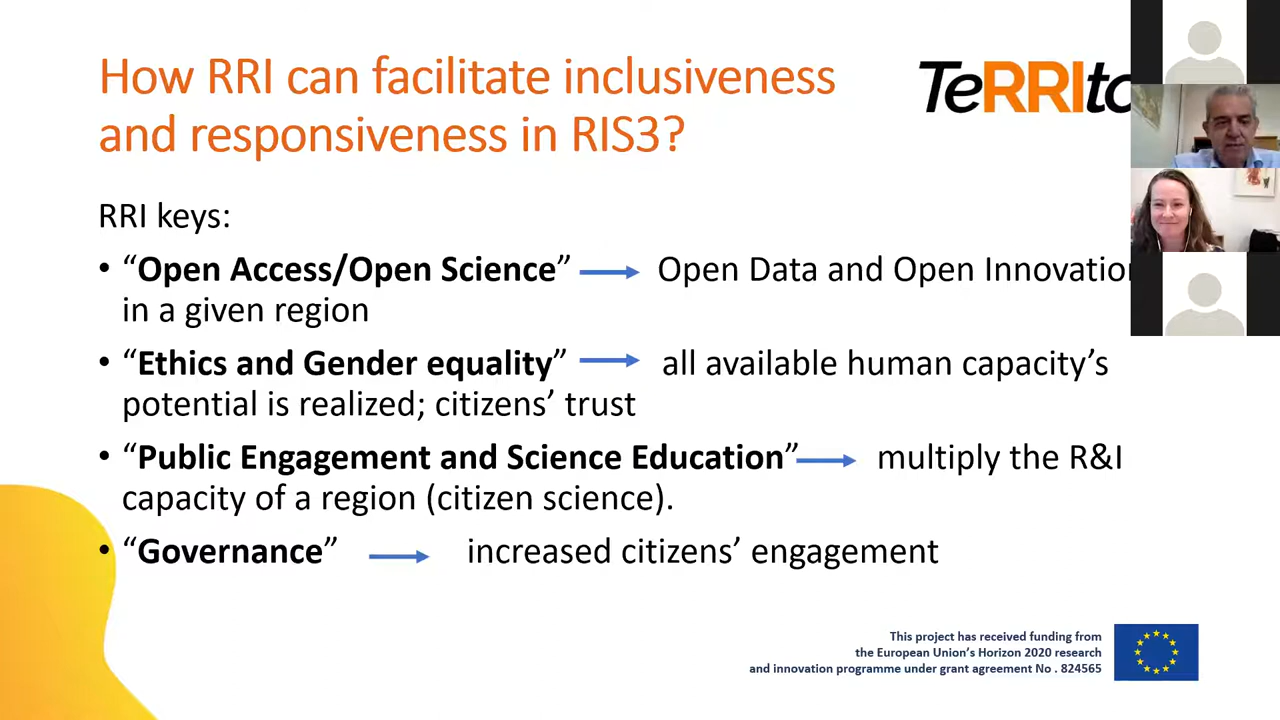 How RRI can facilitate inclusiveness
and responsiveness in RIS3?
TeRRIto
RRI keys:
• “Open Access/Open Science” → Open Data and Open Innovation
in a given region
• “Ethics and Gender equality” → all available human capacity’s
potential is realized; citizens’ trust
• “Public Engagement and Science Education” → multiply the R&I
capacity of a region (citizen science).
• “Governance” → increased citizens’ engagement
This project has received funding from
the European Union’s Horizon 2020 research
and innovation programme under grant agreement No . 824565